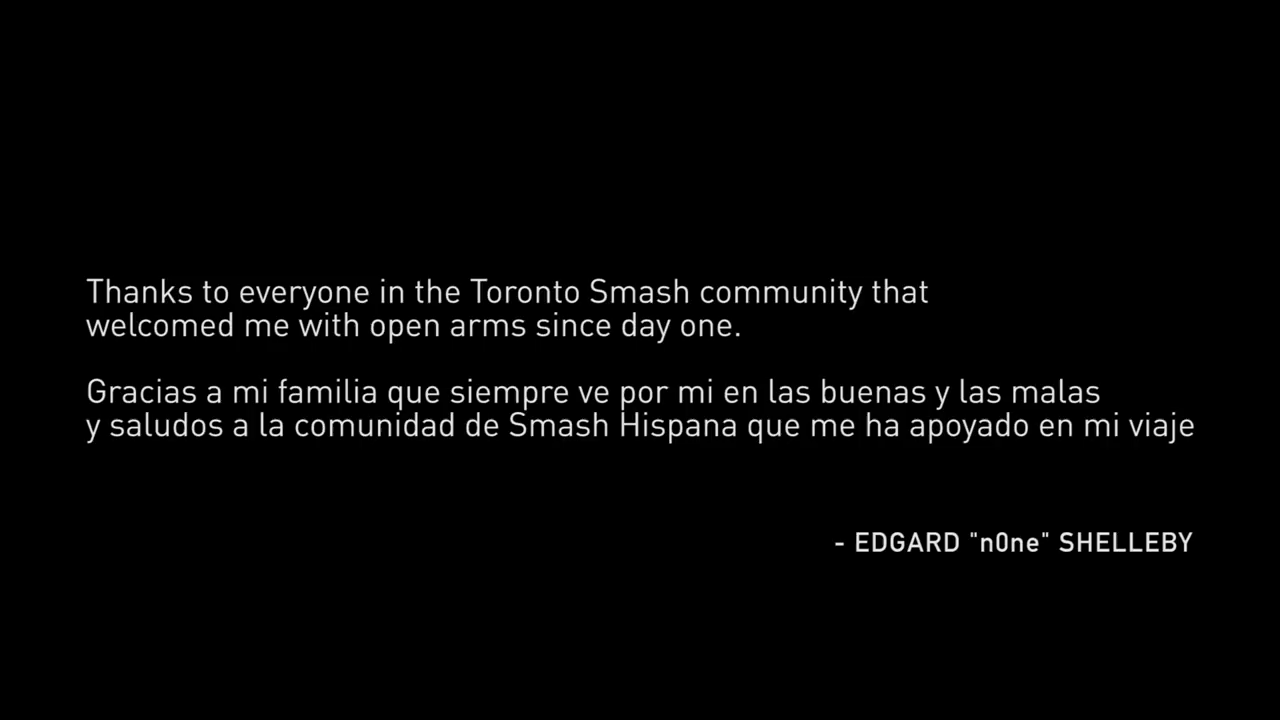 Thanks to everyone in the Toronto Smash community that
welcomed me with open arms since day one.
Gracias a mi familia que siempre ve por mi en las buenas y las malas
y saludos a la comunidad de Smash Hispana que me ha apoyado en mi viaje
- EDGARD "n0ne" SHELLEBY